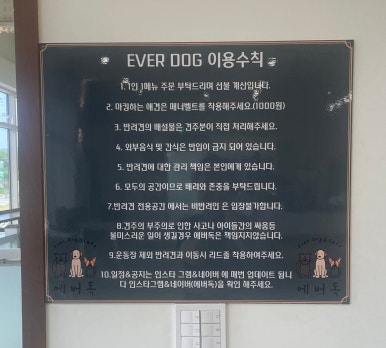 EVER DOG 이용수칙
1. 1인 1메뉴 주문 부탁드리며 선불 계산입니다.
2. 마킹하는 애견은 매너벨트를 착용해주세요.(1000원)
3. 반려견의 배설물은 견주분이 직접 처리해주세요.
4. 외부음식 및 간식은 반입이 금지 되어 있습니다.
5. 반려견에 대한 관리 책임은 본인에게 있습니다.
6. 모두의 공간이므로 배려와 존중을 부탁드립니다.
7.반려견 전용공간 에서는 비반려인 은 입장불가합니다.
8.견주의 부주의로 인한 사고나 아이들간의 싸움등
불미스러운 일이 생길경우 에버독은 책임지지않습니다.
9.운동장 제외 반려견과 이동시 리드줄 착용하여주세요.
10.일정&공지는 인스타 그램&네이버 에 매번 업데이트 됩니
다 인스타그램&네이버(에버독)을 확인 해주세요.
에버독